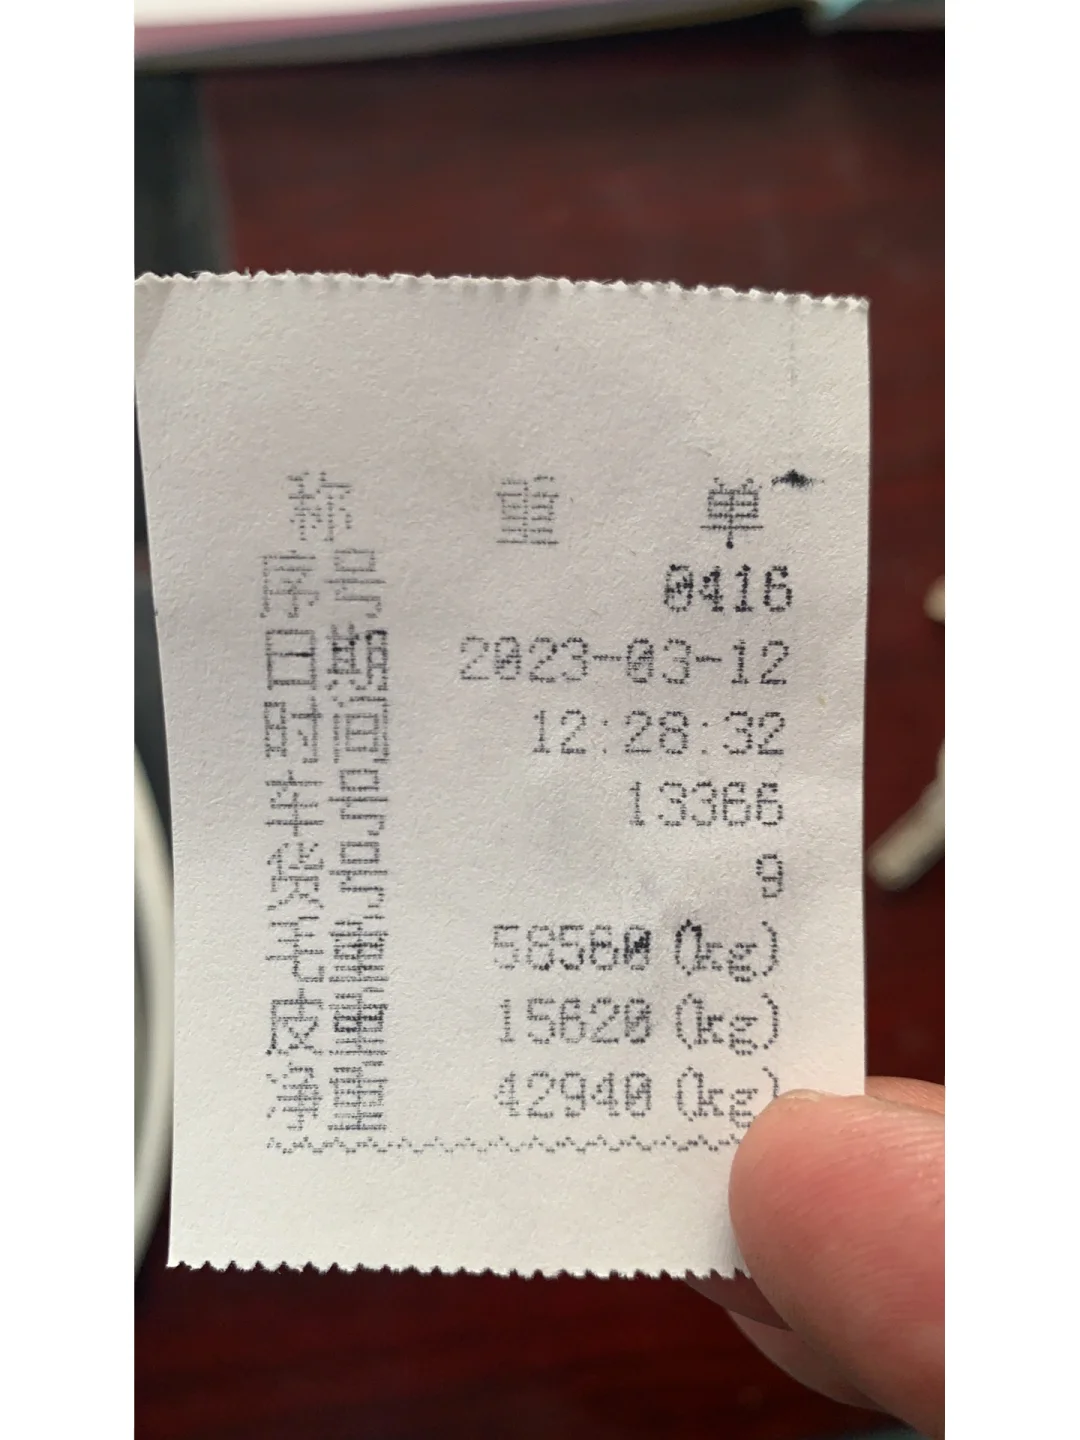 称 重 单
序号 0416
日期 2023-03-12
时间 12:28:32
车号 13366
货号
毛重 58560(kg)
皮重 15620(kg)
净重 42940(kg)